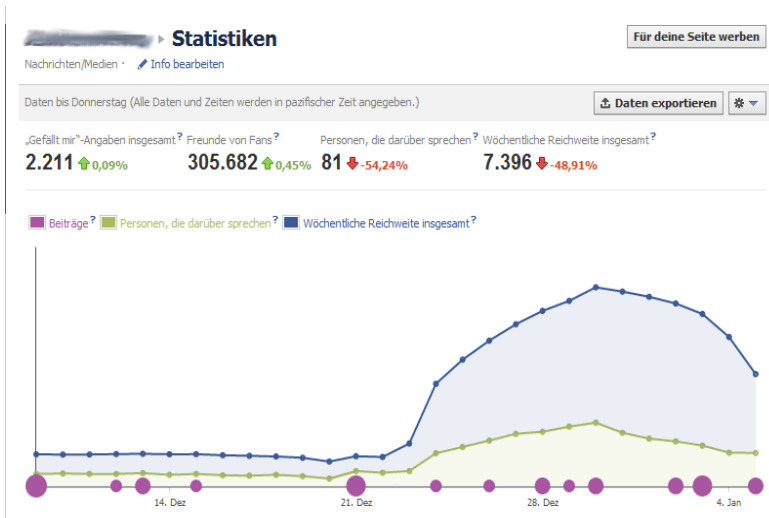 Statistiken
Für deine Seite werben
Nachrichten/Medien · Info bearbeiten
Daten bis Donnerstag (Alle Daten und Zeiten werden in pazifischer Zeit angegeben.)
Daten exportieren
„Gefällt mir“-Angaben insgesamt? Freunde von Fans? Personen, die darüber sprechen? Wöchentliche Reichweite insgesamt?
2.211 0,09% 305.682 0,45% 81 -54,24% 7.396 -48,91%
Beiträge? Personen, die darüber sprechen? Wöchentliche Reichweite insgesamt?
14. Dez 21. Dez 28. Dez 4. Jan